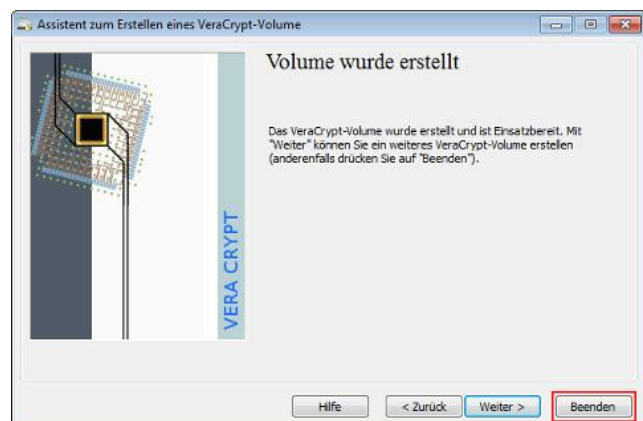 Assistent zum Erstellen eines VeraCrypt-Volume
Volume wurde erstellt
Das VeraCrypt-Volume wurde erstellt und ist Einsatzbereit. Mit
"Weiter" können Sie ein weiteres VeraCrypt-Volume erstellen
(anderenfalls drücken Sie auf "Beenden").
VERA CRYPT
Hilfe
< Zurück
Weiter >
Beenden